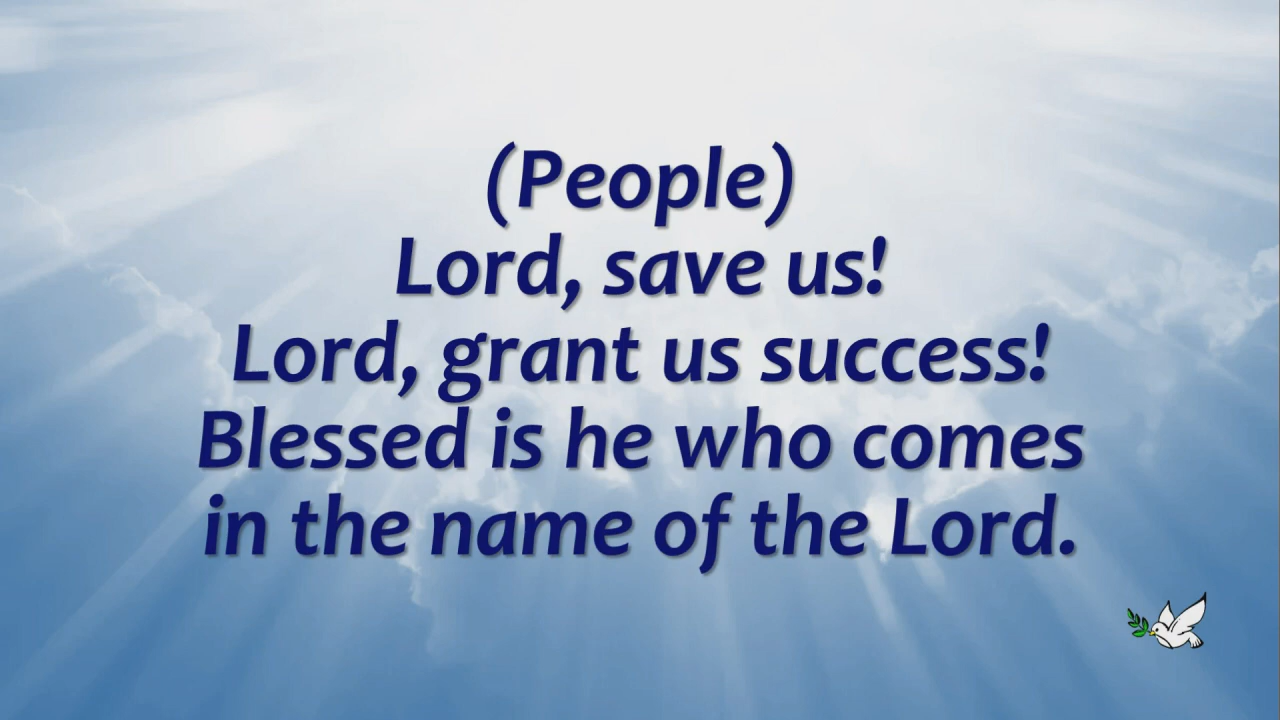 (People)
Lord, save us!
Lord, grant us success!
Blessed is he who comes
in the name of the Lord.